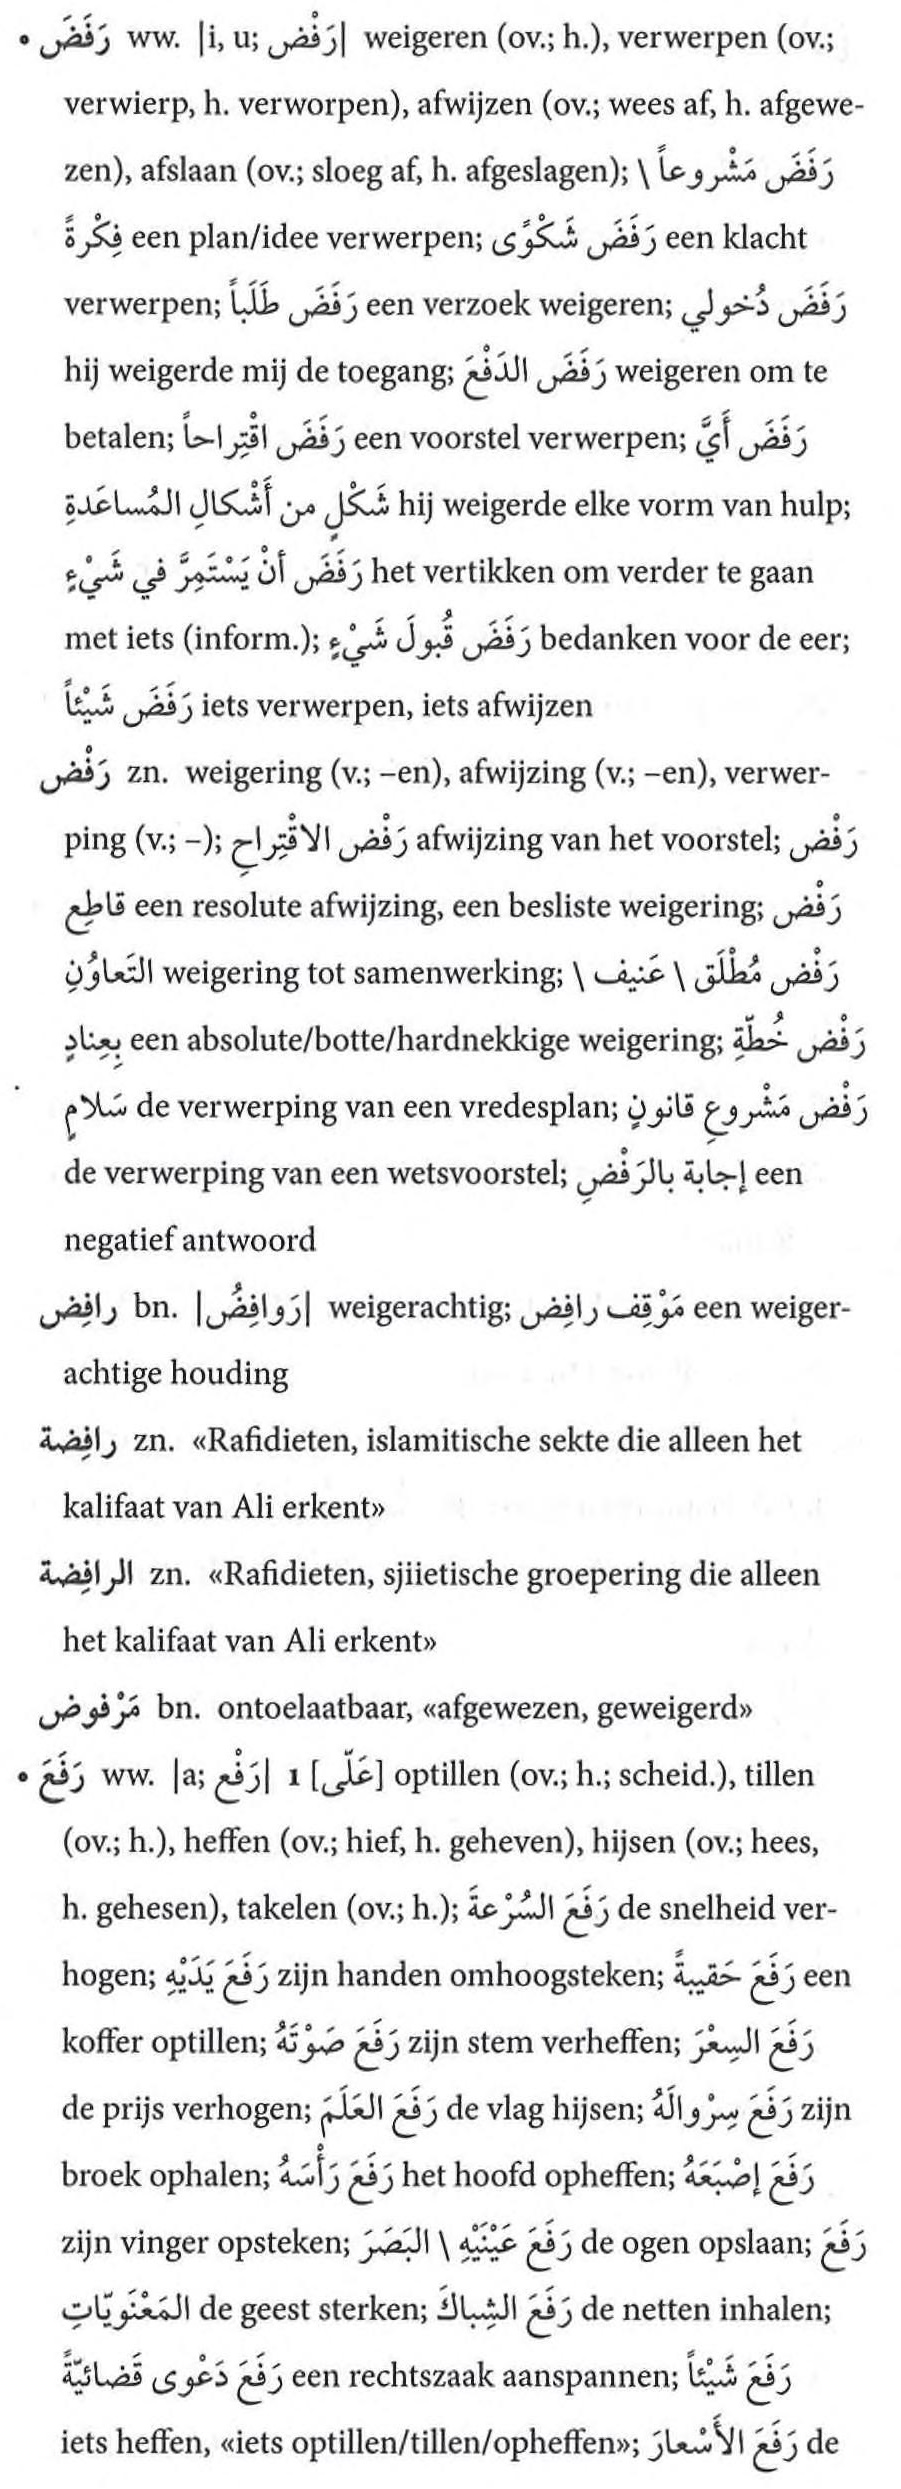 • رَفَضَ ww. |i, u; رَفْض| weigeren (ov.; h.), verwerpen (ov.;
verwierp, h. verworpen), afwijzen (ov.; wees af, h. afgewe-
zen), afslaan (ov.; sloeg af, h. afgeslagen); رَفَضَ مَشْروعاً \
فِكْرةً een plan/idee verwerpen; رَفَضَ شَكْوًى een klacht
verwerpen; رَفَضَ طَلَباً een verzoek weigeren; رَفَضَ دُخولي
hij weigerde mij de toegang; رَفَضَ الدَفْعَ weigeren om te
betalen; رَفَضَ اقْتِراحاً een voorstel verwerpen; رَفَضَ أَيَّ
شَكْلٍ من أَشْكالِ المُساعَدةِ hij weigerde elke vorm van hulp;
رَفَضَ أنْ يَسْتَمِرَّ في شَيْءٍ het vertikken om verder te gaan
met iets (inform.); رَفَضَ قُبولَ شَيْءٍ bedanken voor de eer;
رَفَضَ شَيْئاً iets verwerpen, iets afwijzen
رَفْض zn. weigering (v.; –en), afwijzing (v.; –en), verwer-
ping (v.; –); رَفْض الاقْتِراحِ afwijzing van het voorstel; رَفْض
قاطِع een resolute afwijzing, een besliste weigering; رَفْض
التَعاوُنِ weigering tot samenwerking; رَفْض مُطْلَق \ عَنيف \
بِعِنادٍ een absolute/botte/hardnekkige weigering; رَفْض خُطّةِ
سَلامٍ de verwerping van een vredesplan; رَفْض مَشْروعِ قانونٍ
de verwerping van een wetsvoorstel; إجابة بالرَفْضِ een
negatief antwoord
رافِض bn. |رَوافِضُ| weigerachtig; مَوْقِف رافِض een weiger-
achtige houding
رافِضة zn. «Rafidieten, islamitische sekte die alleen het
kalifaat van Ali erkent»
الرافِضة zn. «Rafidieten, sjiietische groepering die alleen
het kalifaat van Ali erkent»
مَرْفوض bn. ontoelaatbaar, «afgewezen, geweigerd»
• رَفَعَ ww. |a; رَفْع| 1 [عَلَّى] optillen (ov.; h.; scheid.), tillen
(ov.; h.), heffen (ov.; hief, h. geheven), hijsen (ov.; hees,
h. gehesen), takelen (ov.; h.); رَفَعَ السُرْعةَ de snelheid ver-
hogen; رَفَعَ يَدَيْهِ zijn handen omhoogsteken; رَفَعَ حَقيبةً een
koffer optillen; رَفَعَ صَوْتَهُ zijn stem verheffen; رَفَعَ السِعْرَ
de prijs verhogen; رَفَعَ العَلَمَ de vlag hijsen; رَفَعَ سِرْوالَهُ zijn
broek ophalen; رَفَعَ رَأْسَهُ het hoofd opheffen; رَفَعَ إصْبَعَهُ
zijn vinger opsteken; رَفَعَ عَيْنَيْهِ \ البَصَرَ de ogen opslaan; رَفَعَ
المَعْنَويّاتِ de geest sterken; رَفَعَ الشِباكَ de netten inhalen;
رَفَعَ دَعْوى قَضائيّةً een rechtszaak aanspannen; رَفَعَ شَيْئاً
iets heffen, «iets optillen/tillen/opheffen»; رَفَعَ الأَسْعارَ de